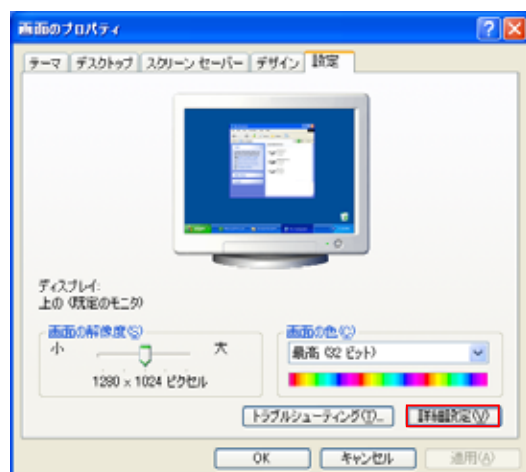 画面のプロパティ
テーマ デスクトップ スクリーン セーバー デザイン 設定
ディスプレイ:
上の (既定のモニタ)
画面の解像度(S) 画面の色(C)
小 大 最高 (32 ビット)
1280 x 1024 ピクセル
トラブルシューティング(T)... 詳細設定(V)
OK キャンセル 適用(A)